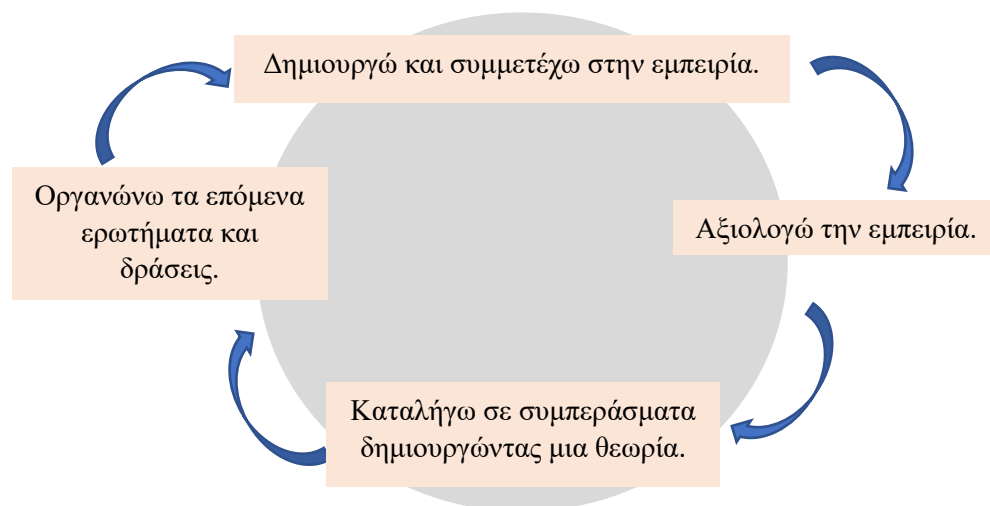 Δημιουργώ και συμμετέχω στην εμπειρία.
Αξιολογώ την εμπειρία.
Καταλήγω σε συμπεράσματα
δημιουργώντας μια θεωρία.
Οργανώνω τα επόμενα
ερωτήματα και
δράσεις.